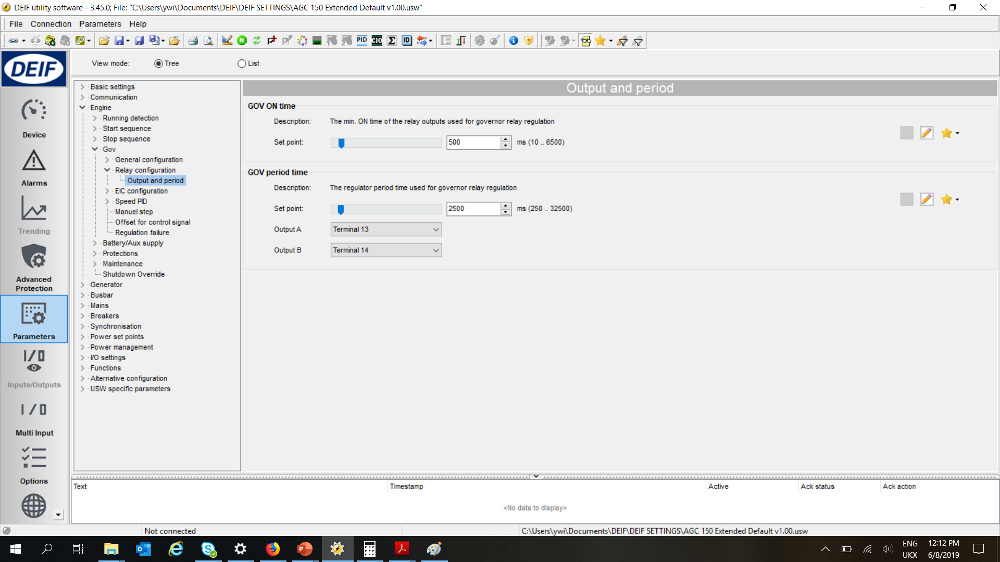 DEIF utility software - 3.45.0; File: "C:\Users\ywi\Documents\DEIF\DEIF SETTINGS\AGC 150 Extended Default v1.00.usw"
File Connection Parameters Help
N PID CIO Σ ID
DEIF
View mode: Tree List
Device
Alarms
Trending
Advanced
Protection
Parameters
Inputs/Outputs
Multi Input
Options
Basic settings
Communication
Engine
Running detection
Start sequence
Stop sequence
Gov
General configuration
Relay configuration
Output and period
EIC configuration
Speed PID
Manuel step
Offset for control signal
Regulation failure
Battery/Aux supply
Protections
Maintenance
Shutdown Override
Generator
Busbar
Mains
Breakers
Synchronisation
Power set points
Power management
I/O settings
Functions
Alternative configuration
USW specific parameters
Output and period
GOV ON time
Description: The min. ON time of the relay outputs used for governor relay regulation
Set point: 500 ms (10 .. 6500)
GOV period time
Description: The regulator period time used for governor relay regulation
Set point: 2500 ms (250 .. 32500)
Output A Terminal 13
Output B Terminal 14
Text Timestamp Active Ack status Ack action
<No data to display>
Not connected C:\Users\ywi\Documents\DEIF\DEIF SETTINGS\AGC 150 Extended Default v1.00.usw
ENG 12:12 PM
UKX 6/8/2019